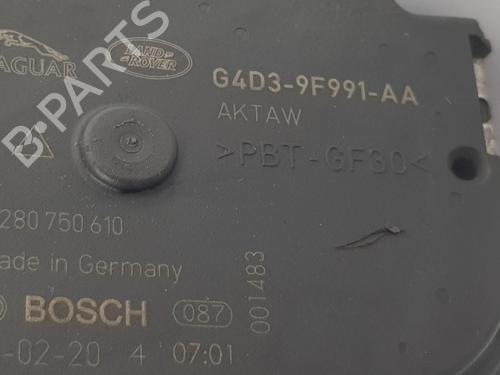 JAGUAR
LAND
ROVER
G4D3-9F991-AA
AKTAW
>PBT-GF30<
280 750 610
Made in Germany
BOSCH
087
001483
-02-20 4 07:01
B-PARTS